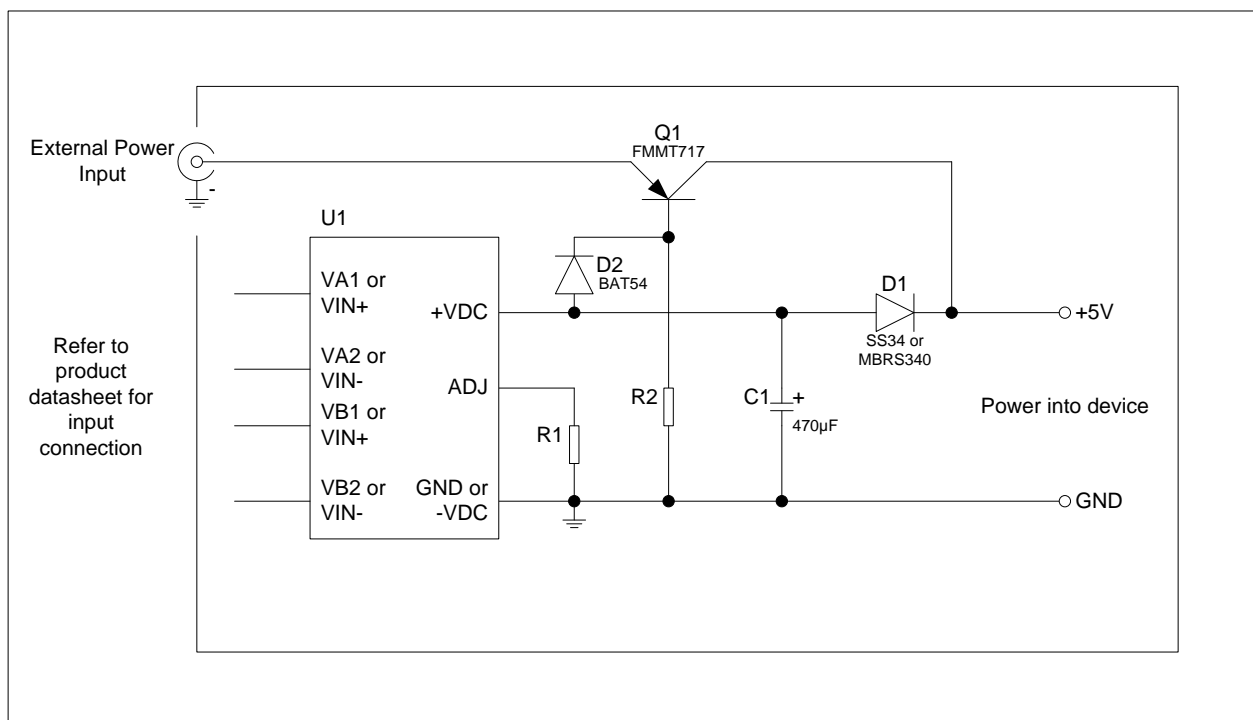 External Power
Input
-
Q1
FMMT717
U1
VA1 or
VIN+
VA2 or
VIN-
VB1 or
VIN+
VB2 or
VIN-
+VDC
ADJ
GND or
-VDC
D2
BAT54
D1
SS34 or
MBRS340
+5V
R1
R2
C1
+
470µF
Refer to
product
datasheet for
input
connection
Power into device
GND